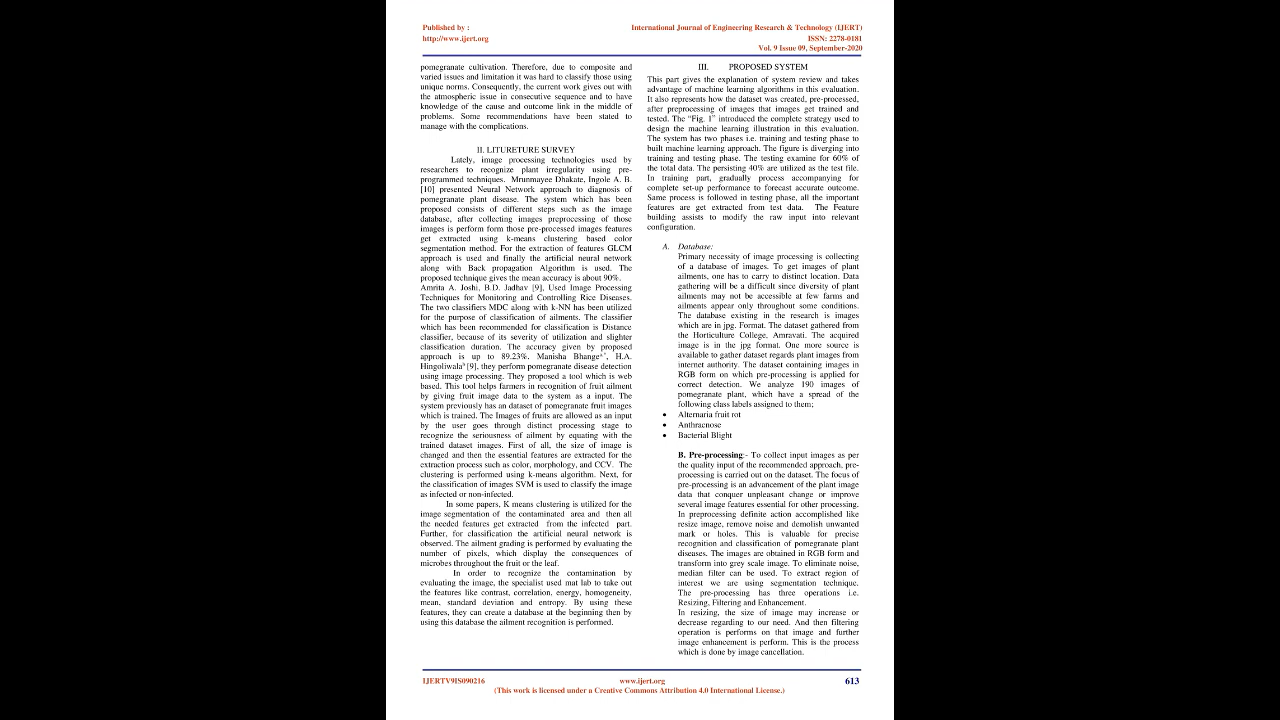 Published by :
http://www.ijert.org
International Journal of Engineering Research & Technology (IJERT)
ISSN: 2278-0181
Vol. 9 Issue 09, September-2020
pomegranate cultivation. Therefore, due to composite and
varied issues and limitation it was hard to classify those using
unique norms. Consequently, the current work gives out with
the atmospheric issue in consecutive sequence and to have
knowledge of the cause and outcome link in the middle of
problems. Some recommendations have been stated to
manage with the complications.
II. LITURETURE SURVEY
Lately, image processing technologies used by
researchers to recognize plant irregularity using pre-
programmed techniques. Mrunmayee Dhakate, Ingole A. B.
[10] presented Neural Network approach to diagnosis of
pomegranate plant disease. The system which has been
proposed consists of different steps such as the image
database, after collecting images preprocessing of those
images is perform form those pre-processed images features
get extracted using k-means clustering based color
segmentation method. For the extraction of features GLCM
approach is used and finally the artificial neural network
along with Back propagation Algorithm is used. The
proposed technique gives the mean accuracy is about 90%.
Amrita A. Joshi, B.D. Jadhav [9], Used Image Processing
Techniques for Monitoring and Controlling Rice Diseases.
The two classifiers MDC along with k-NN has been utilized
for the purpose of classification of ailments. The classifier
which has been recommended for classification is Distance
classifier, because of its severity of utilization and slighter
classification duration. The accuracy given by proposed
approach is up to 89.23%. Manisha Bhangeᵃ*, H.A.
Hingoliwalaᵇ [9], they perform pomegranate disease detection
using image processing. They proposed a tool which is web
based. This tool helps farmers in recognition of fruit ailment
by giving fruit image data to the system as a input. The
system previously has an dataset of pomegranate fruit images
which is trained. The Images of fruits are allowed as an input
by the user goes through distinct processing stage to
recognize the seriousness of ailment by equating with the
trained dataset images. First of all, the size of image is
changed and then the essential features are extracted for the
extraction process such as color, morphology, and CCV. The
clustering is performed using k-means algorithm. Next, for
the classification of images SVM is used to classify the image
as infected or non-infected.
In some papers, K means clustering is utilized for the
image segmentation of the contaminated area and then all
the needed features get extracted from the infected part.
Further, for classification the artificial neural network is
observed. The ailment grading is performed by evaluating the
number of pixels, which display the consequences of
microbes throughout the fruit or the leaf.
In order to recognize the contamination by
evaluating the image, the specialist used mat lab to take out
the features like contrast, correlation, energy, homogeneity,
mean, standard deviation and entropy. By using these
features, they can create a database at the beginning then by
using this database the ailment recognition is performed.
III. PROPOSED SYSTEM
This part gives the explanation of system review and takes
advantage of machine learning algorithms in this evaluation.
It also represents how the dataset was created, pre-processed,
after preprocessing of images that images get trained and
tested. The “Fig. 1” introduced the complete strategy used to
design the machine learning illustration in this evaluation.
The system has two phases i.e. training and testing phase to
built machine learning approach. The figure is diverging into
training and testing phase. The testing examine for 60% of
the total data. The persisting 40% are utilized as the test file.
In training part, gradually process accompanying for
complete set-up performance to forecast accurate outcome.
Same process is followed in testing phase, all the important
features are get extracted from test data. The Feature
building assists to modify the raw input into relevant
configuration.
A. Database:
Primary necessity of image processing is collecting
of a database of images. To get images of plant
ailments, one has to carry to distinct location. Data
gathering will be a difficult since diversity of plant
ailments may not be accessible at few farms and
ailments appear only throughout some conditions.
The database existing in the research is images
which are in jpg. Format. The dataset gathered from
the Horticulture College, Amravati. The acquired
image is in the jpg format. One more source is
available to gather dataset regards plant images from
internet authority. The dataset containing images in
RGB form on which pre-processing is applied for
correct detection. We analyze 190 images of
pomegranate plant, which have a spread of the
following class labels assigned to them;
• Alternaria fruit rot
• Anthracnose
• Bacterial Blight
B. Pre-processing:- To collect input images as per
the quality input of the recommended approach, pre-
processing is carried out on the dataset. The focus of
pre-processing is an advancement of the plant image
data that conquer unpleasant change or improve
several image features essential for other processing.
In preprocessing definite action accomplished like
resize image, remove noise and demolish unwanted
mark or holes. This is valuable for precise
recognition and classification of pomegranate plant
diseases. The images are obtained in RGB form and
transform into grey scale image. To eliminate noise,
median filter can be used. To extract region of
interest we are using segmentation technique.
The pre-processing has three operations i.e.
Resizing, Filtering and Enhancement.
In resizing, the size of image may increase or
decrease regarding to our need. And then filtering
operation is performs on that image and further
image enhancement is perform. This is the process
which is done by image cancellation.
IJERTV9IS090216
www.ijert.org
613
(This work is licensed under a Creative Commons Attribution 4.0 International License.)